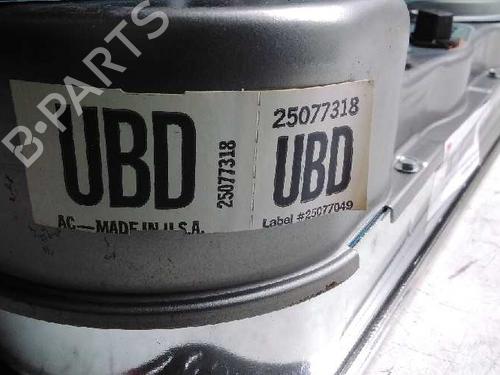 B-PARTS
UBD
AC—MADE IN U.S.A.
25077318
25077318
UBD
Label #25077049